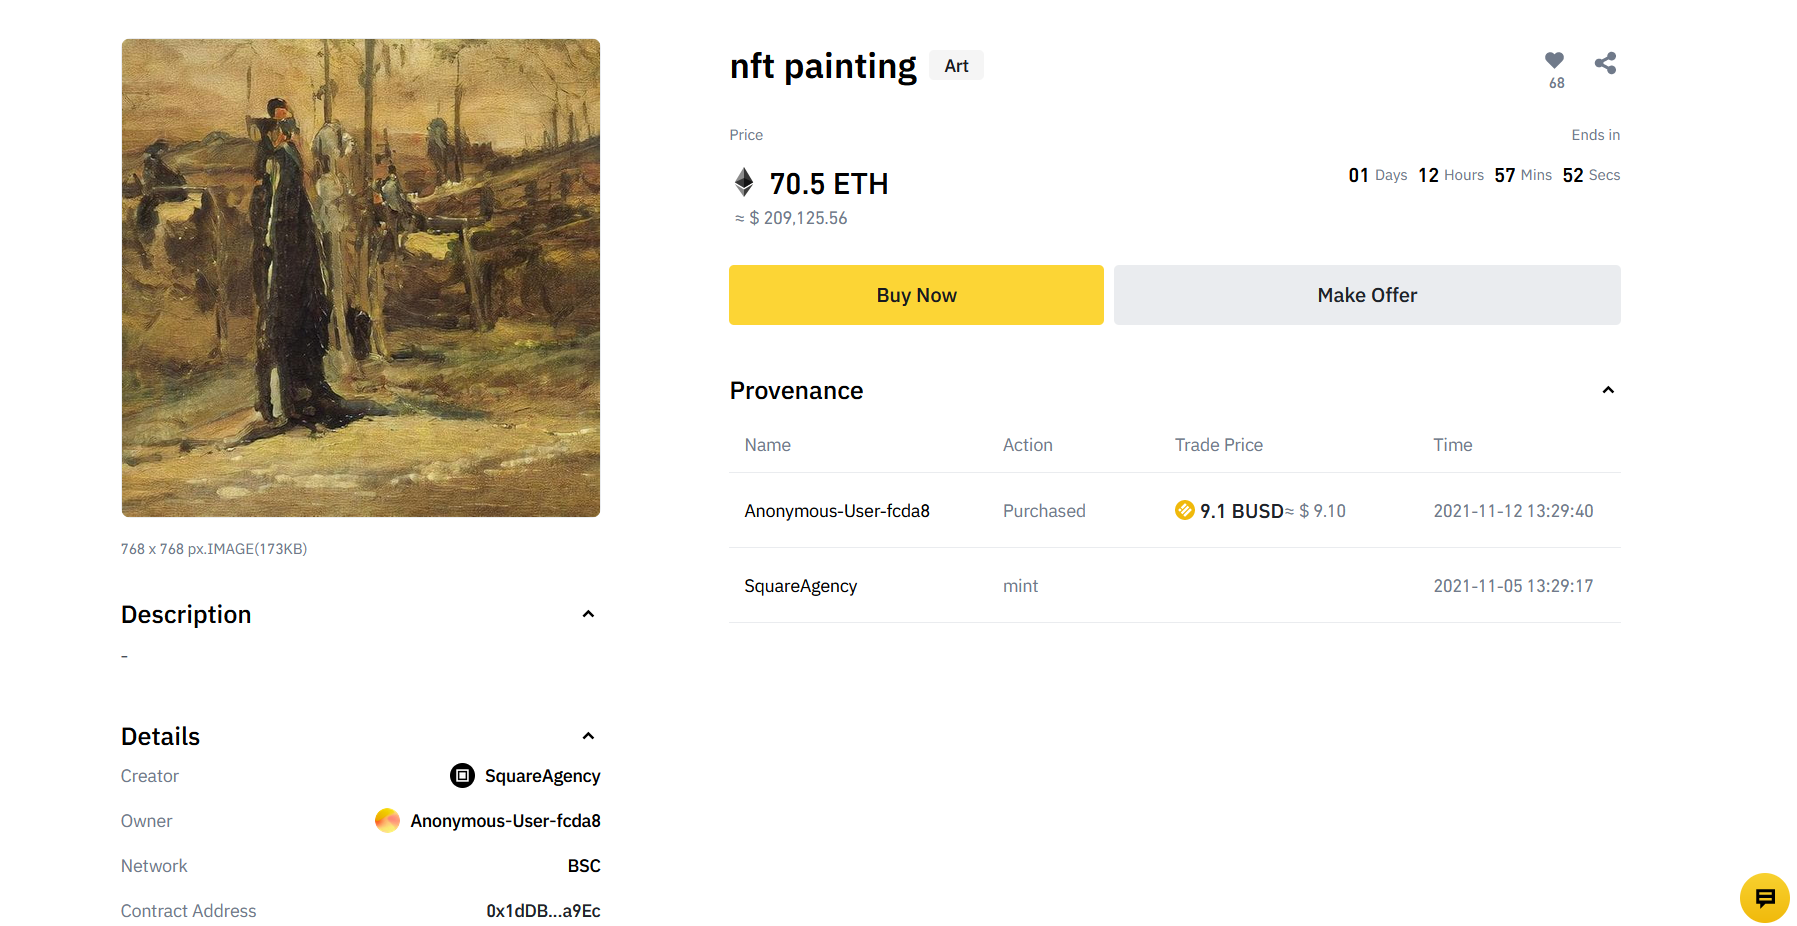 nft painting
Art
68
Price
Ends in
70.5 ETH
01 Days 12 Hours 57 Mins 52 Secs
≈ $ 209,125.56
Buy Now
Make Offer
Provenance
Name Action Trade Price Time
Anonymous-User-fcda8 Purchased 9.1 BUSD≈ $ 9.10 2021-11-12 13:29:40
SquareAgency mint 2021-11-05 13:29:17
768 x 768 px.IMAGE(173KB)
Description
-
Details
Creator SquareAgency
Owner Anonymous-User-fcda8
Network BSC
Contract Address 0x1dDB...a9Ec